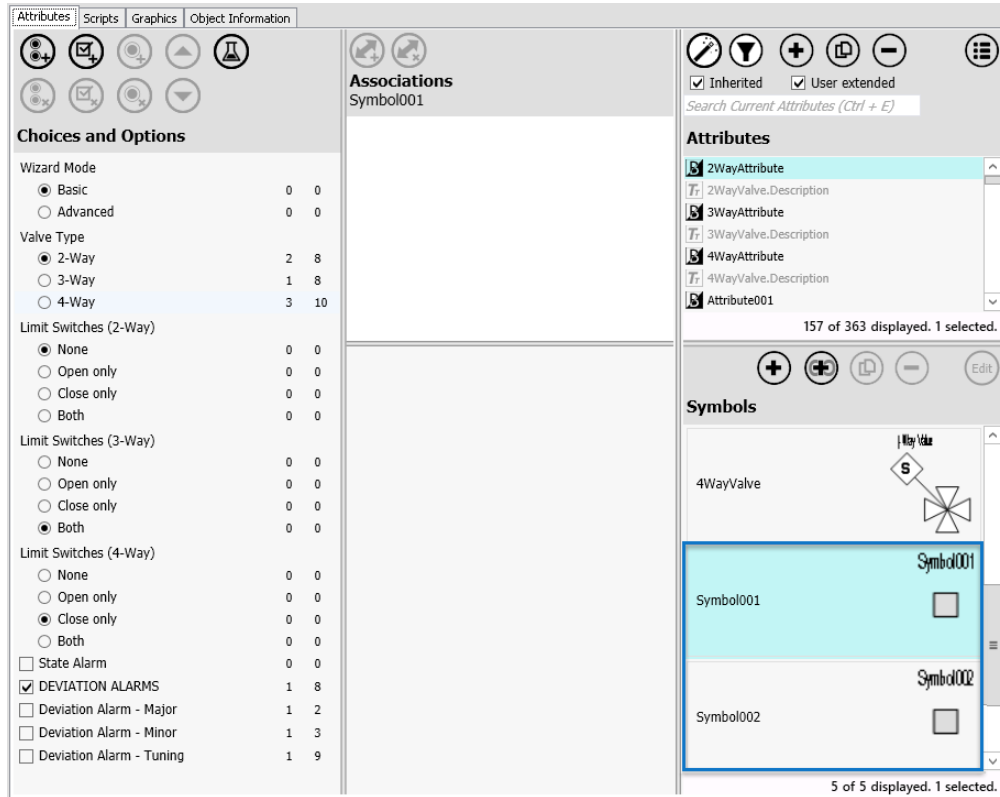 Attributes Scripts Graphics Object Information
Choices and Options
Wizard Mode
Basic 0 0
Advanced 0 0
Valve Type
2-Way 2 8
3-Way 1 8
4-Way 3 10
Limit Switches (2-Way)
None 0 0
Open only 0 0
Close only 0 0
Both 0 0
Limit Switches (3-Way)
None 0 0
Open only 0 0
Close only 0 0
Both 0 0
Limit Switches (4-Way)
None 0 0
Open only 0 0
Close only 0 0
Both 0 0
State Alarm 0 0
DEVIATION ALARMS 1 8
Deviation Alarm - Major 1 2
Deviation Alarm - Minor 1 3
Deviation Alarm - Tuning 1 9
Associations
Symbol001
Inherited User extended
Search Current Attributes (Ctrl + E)
Attributes
2WayAttribute
Tт 2WayValve.Description
3WayAttribute
Tт 3WayValve.Description
4WayAttribute
Tт 4WayValve.Description
Attribute001
157 of 363 displayed. 1 selected.
Edit
Symbols
4WayValve
S
Symbol001
Symbol001
Symbol002
Symbol002
5 of 5 displayed. 1 selected.